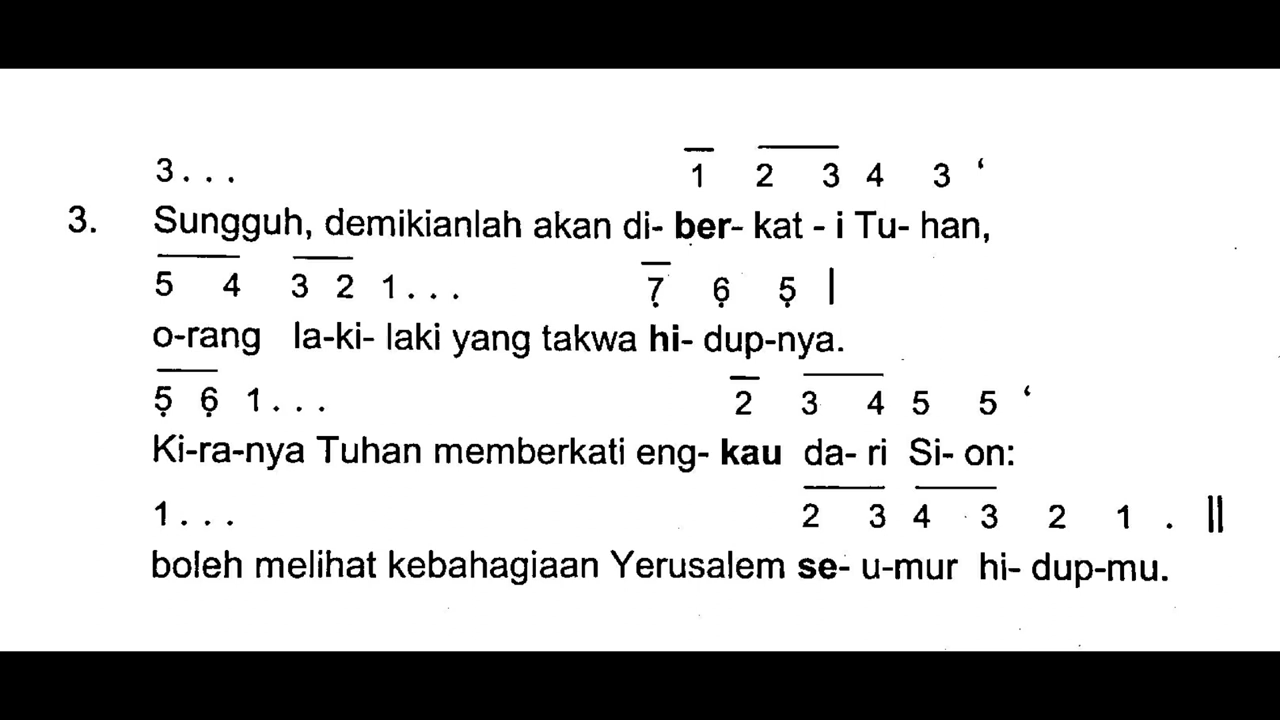 3 . . . 1 2 3 4 3 ‘
3. Sungguh, demikianlah akan di- ber- kat - i Tu- han,
5 4 3 2 1 . . . 7̣ 6̣ 5̣ |
o-rang la-ki- laki yang takwa hi- dup-nya.
5̣ 6̣ 1 . . . 2 3 4 5 5 ‘
Ki-ra-nya Tuhan memberkati eng- kau da- ri Si- on:
1 . . . 2 3 4 3 2 1 . ||
boleh melihat kebahagiaan Yerusalem se- u-mur hi- dup-mu.